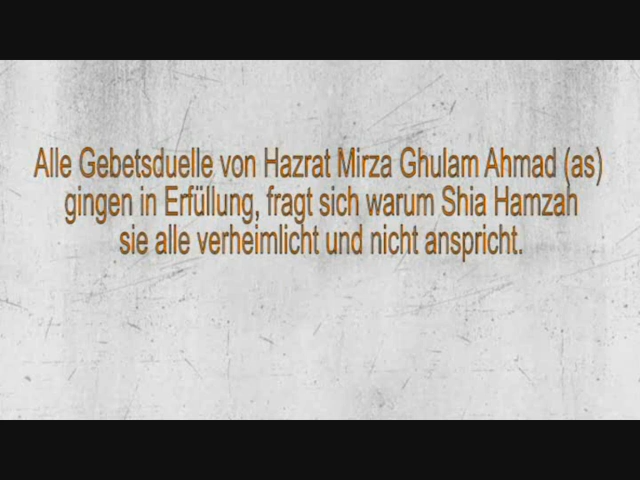 Alle Gebetsduelle von Hazrat Mirza Ghulam Ahmad (as)
gingen in Erfüllung, fragt sich warum Shia Hamzah
sie alle verheimlicht und nicht anspricht.